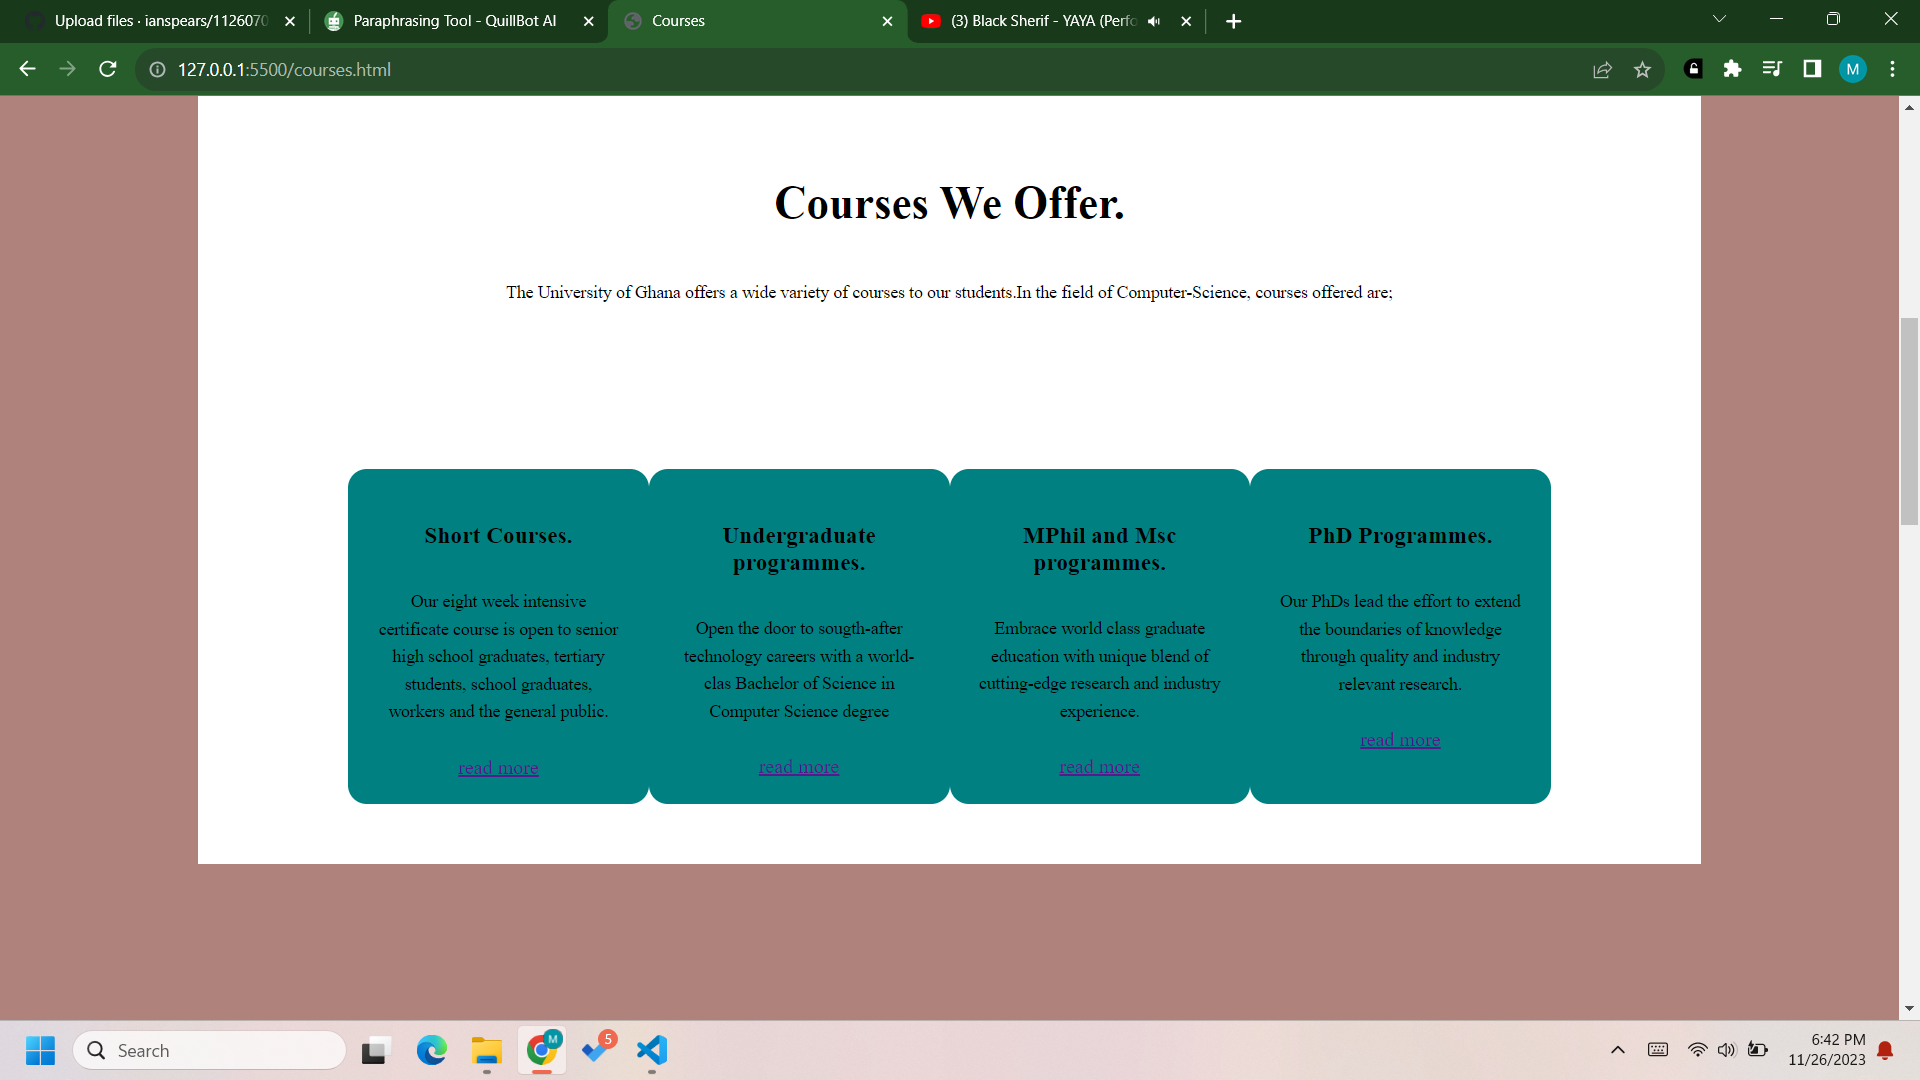 Upload files · ianspears/1126070
Paraphrasing Tool - QuillBot AI
Courses
(3) Black Sherif - YAYA (Perfo
127.0.0.1:5500/courses.html
M
Courses We Offer.
The University of Ghana offers a wide variety of courses to our students.In the field of Computer-Science, courses offered are;
Short Courses.
Our eight week intensive
certificate course is open to senior
high school graduates, tertiary
students, school graduates,
workers and the general public.
read more
Undergraduate
programmes.
Open the door to sougth-after
technology careers with a world-
clas Bachelor of Science in
Computer Science degree
read more
MPhil and Msc
programmes.
Embrace world class graduate
education with unique blend of
cutting-edge research and industry
experience.
read more
PhD Programmes.
Our PhDs lead the effort to extend
the boundaries of knowledge
through quality and industry
relevant research.
read more
Search
M
5
6:42 PM
11/26/2023